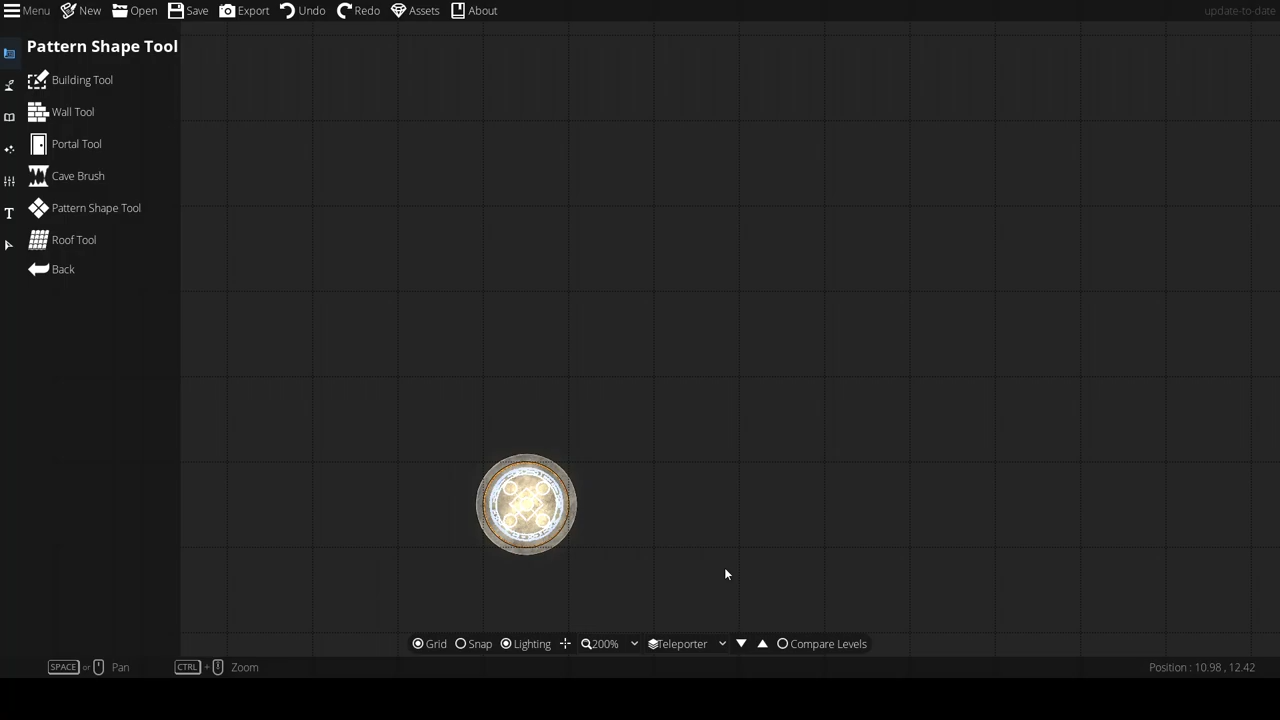 Menu New Open Save Export Undo Redo Assets About update-to-date
Pattern Shape Tool
Building Tool
Wall Tool
Portal Tool
Cave Brush
Pattern Shape Tool
Roof Tool
Back
Grid Snap Lighting 200% Teleporter Compare Levels
SPACE or Pan CTRL + Zoom Position : 10.98 , 12.42